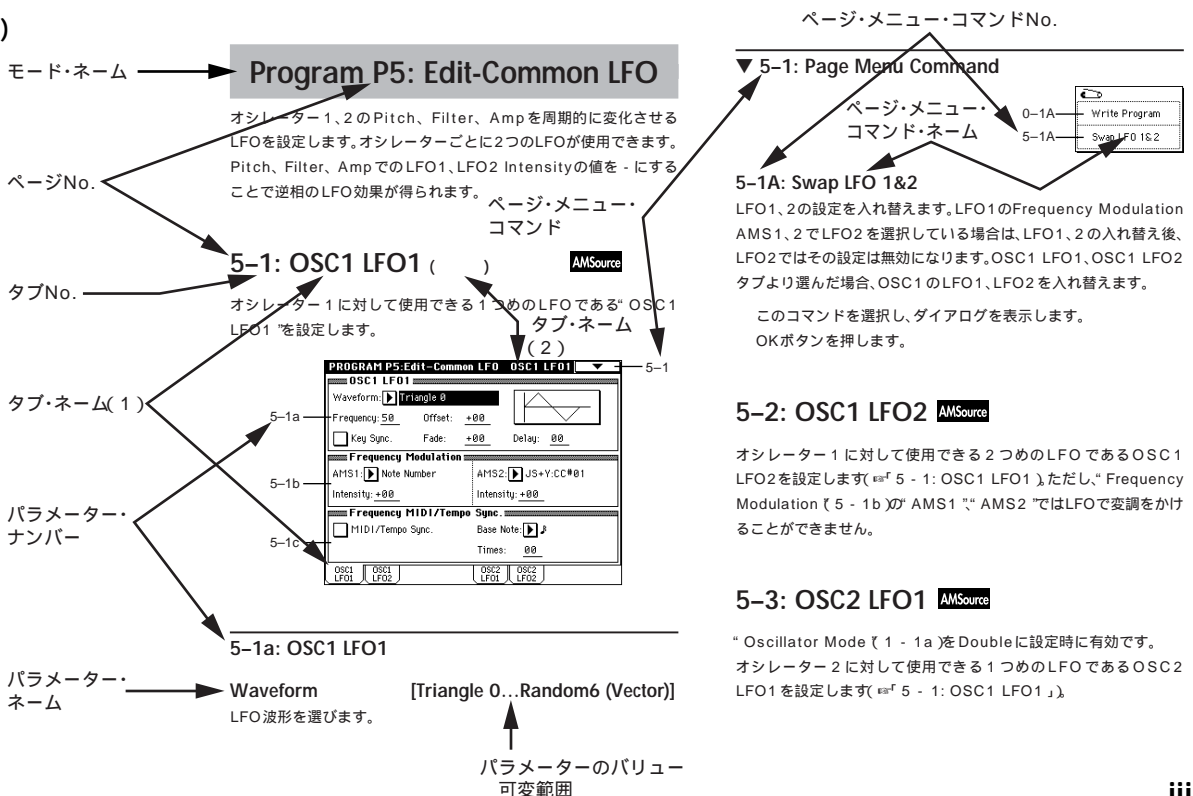 )
モード・ネーム
ページNo.
タブNo.
タブ・ネーム(1)
パラメーター・
ナンバー
パラメーター・
ネーム
Program P5: Edit-Common LFO
オシレーター1、2のPitch、Filter、Ampを周期的に変化させる
LFOを設定します。オシレーターごとに2つのLFOが使用できます。
Pitch、Filter、AmpでのLFO1、LFO2 Intensityの値を - にする
ことで逆相のLFO効果が得られます。
ページ・メニュー・
コマンド
5–1: OSC1 LFO1 ( )
AMSource
オシレーター1に対して使用できる1つめのLFOである“ OSC1
LFO1 ”を設定します。
タブ・ネーム
(2)
PROGRAM P5:Edit-Common LFO OSC1 LFO1
5–1
OSC1 LFO1
Waveform: Triangle 0
5–1a
Frequency: 50 Offset: +00
Key Sync. Fade: +00 Delay: 00
Frequency Modulation
5–1b
AMS1: Note Number AMS2: JS+Y:CC#01
Intensity: +00 Intensity: +00
Frequency MIDI/Tempo Sync.
5–1c
MIDI/Tempo Sync. Base Note: ♪
Times: 00
OSC1 LFO1 OSC1 LFO2 OSC2 LFO1 OSC2 LFO2
5–1a: OSC1 LFO1
Waveform [Triangle 0…Random6 (Vector)]
LFO波形を選びます。
パラメーターのバリュー
可変範囲
ページ・メニュー・コマンドNo.
▼ 5–1: Page Menu Command
ページ・メニュー・
コマンド・ネーム
0–1A Write Program
5–1A Swap LFO 1&2
5–1A: Swap LFO 1&2
LFO1、2の設定を入れ替えます。LFO1のFrequency Modulation
AMS1、2でLFO2を選択している場合は、LFO1、2の入れ替え後、
LFO2ではその設定は無効になります。OSC1 LFO1、OSC1 LFO2
タブより選んだ場合、OSC1のLFO1、LFO2を入れ替えます。
このコマンドを選択し、ダイアログを表示します。
OKボタンを押します。
5–2: OSC1 LFO2 AMSource
オシレーター1に対して使用できる2つめのLFOであるOSC1
LFO2を設定します(☞「5 - 1: OSC1 LFO1 」)。ただし、“ Frequency
Modulation ”(5 - 1b)の“ AMS1 ”、“ AMS2 ”ではLFOで変調をかけ
ることができません。
5–3: OSC2 LFO1 AMSource
“ Oscillator Mode ”(1 - 1a )をDoubleに設定時に有効です。
オシレーター2に対して使用できる1つめのLFOであるOSC2
LFO1を設定します(☞「5 - 1: OSC1 LFO1 」)。
iii